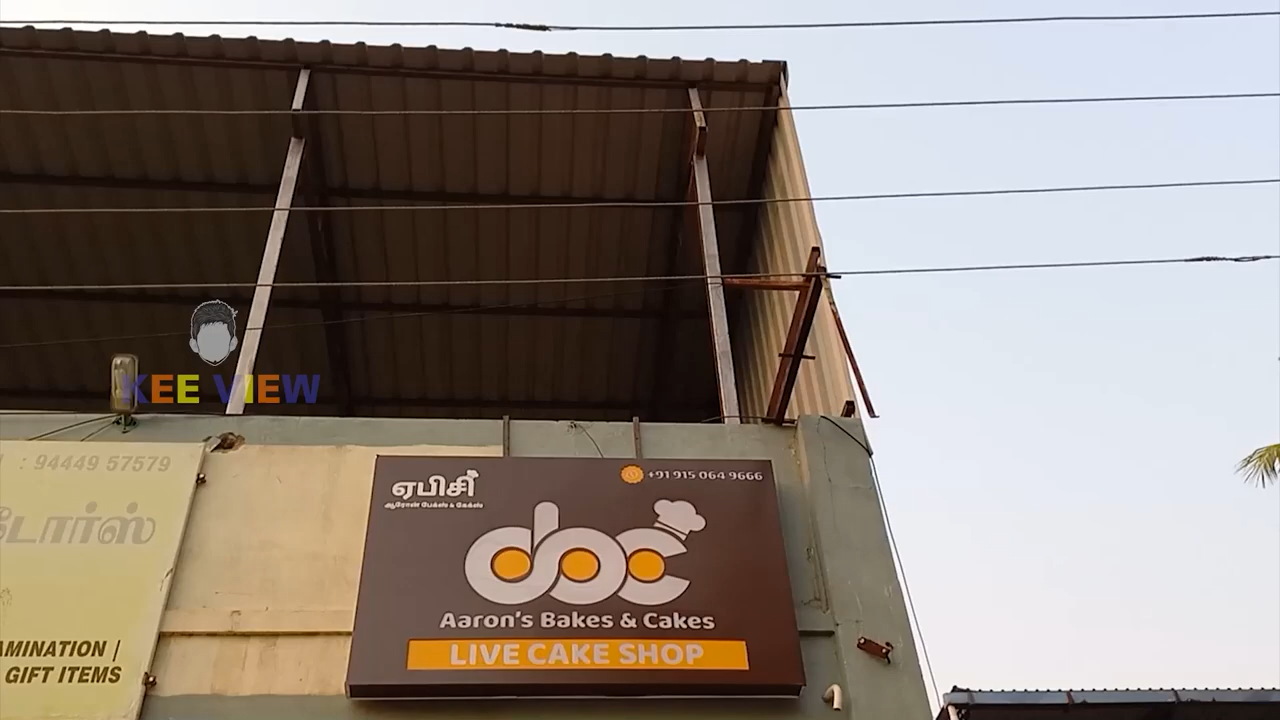 KEE VIEW
: 94449 57579
டோர்ஸ்
AMINATION |
GIFT ITEMS
ஏபிசி
ஆரோன் பேக்ஸ் & கேக்ஸ்
+91 915 064 9666
abc
Aaron's Bakes & Cakes
LIVE CAKE SHOP